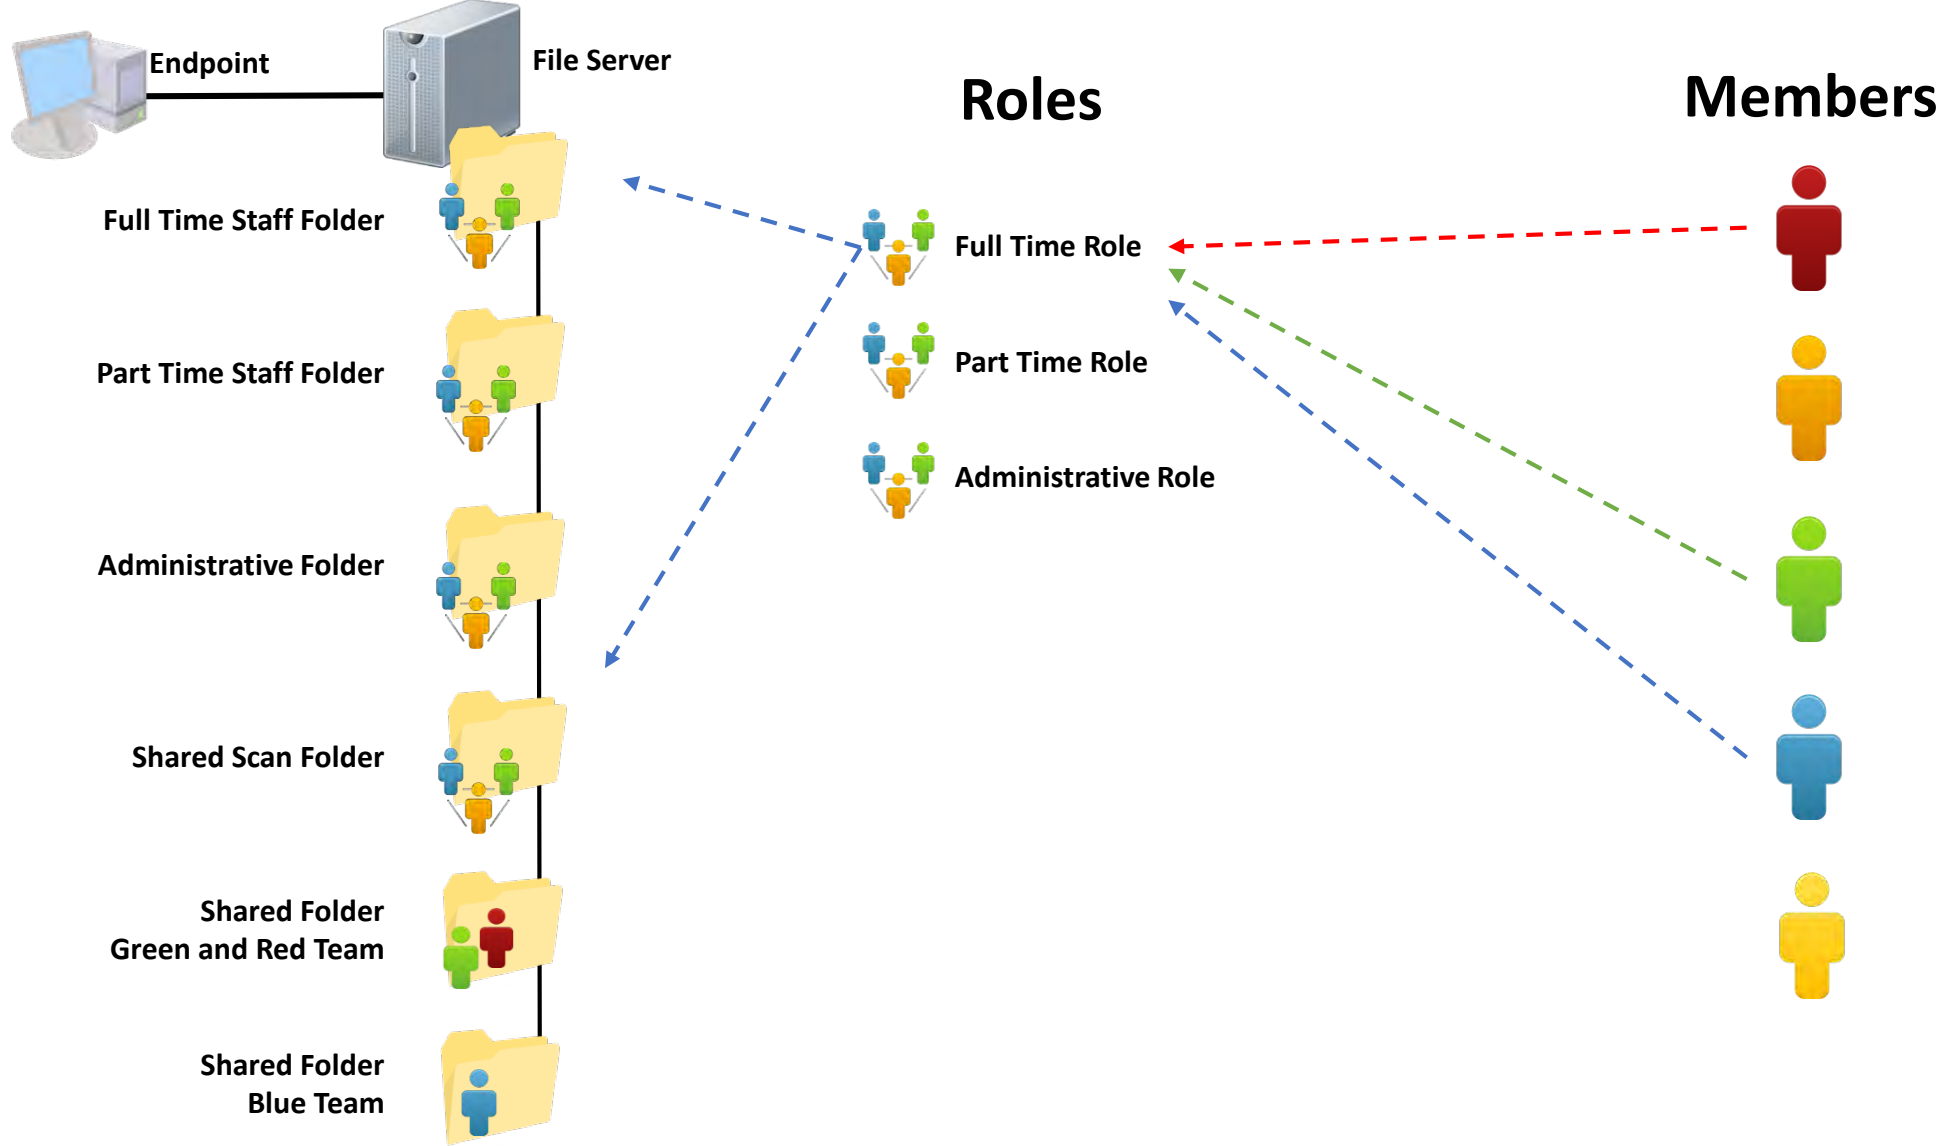 Endpoint
File Server
Roles
Members
Full Time Staff Folder
Full Time Role
Part Time Staff Folder
Part Time Role
Administrative Role
Administrative Folder
Shared Scan Folder
Shared Folder
Green and Red Team
Shared Folder
Blue Team